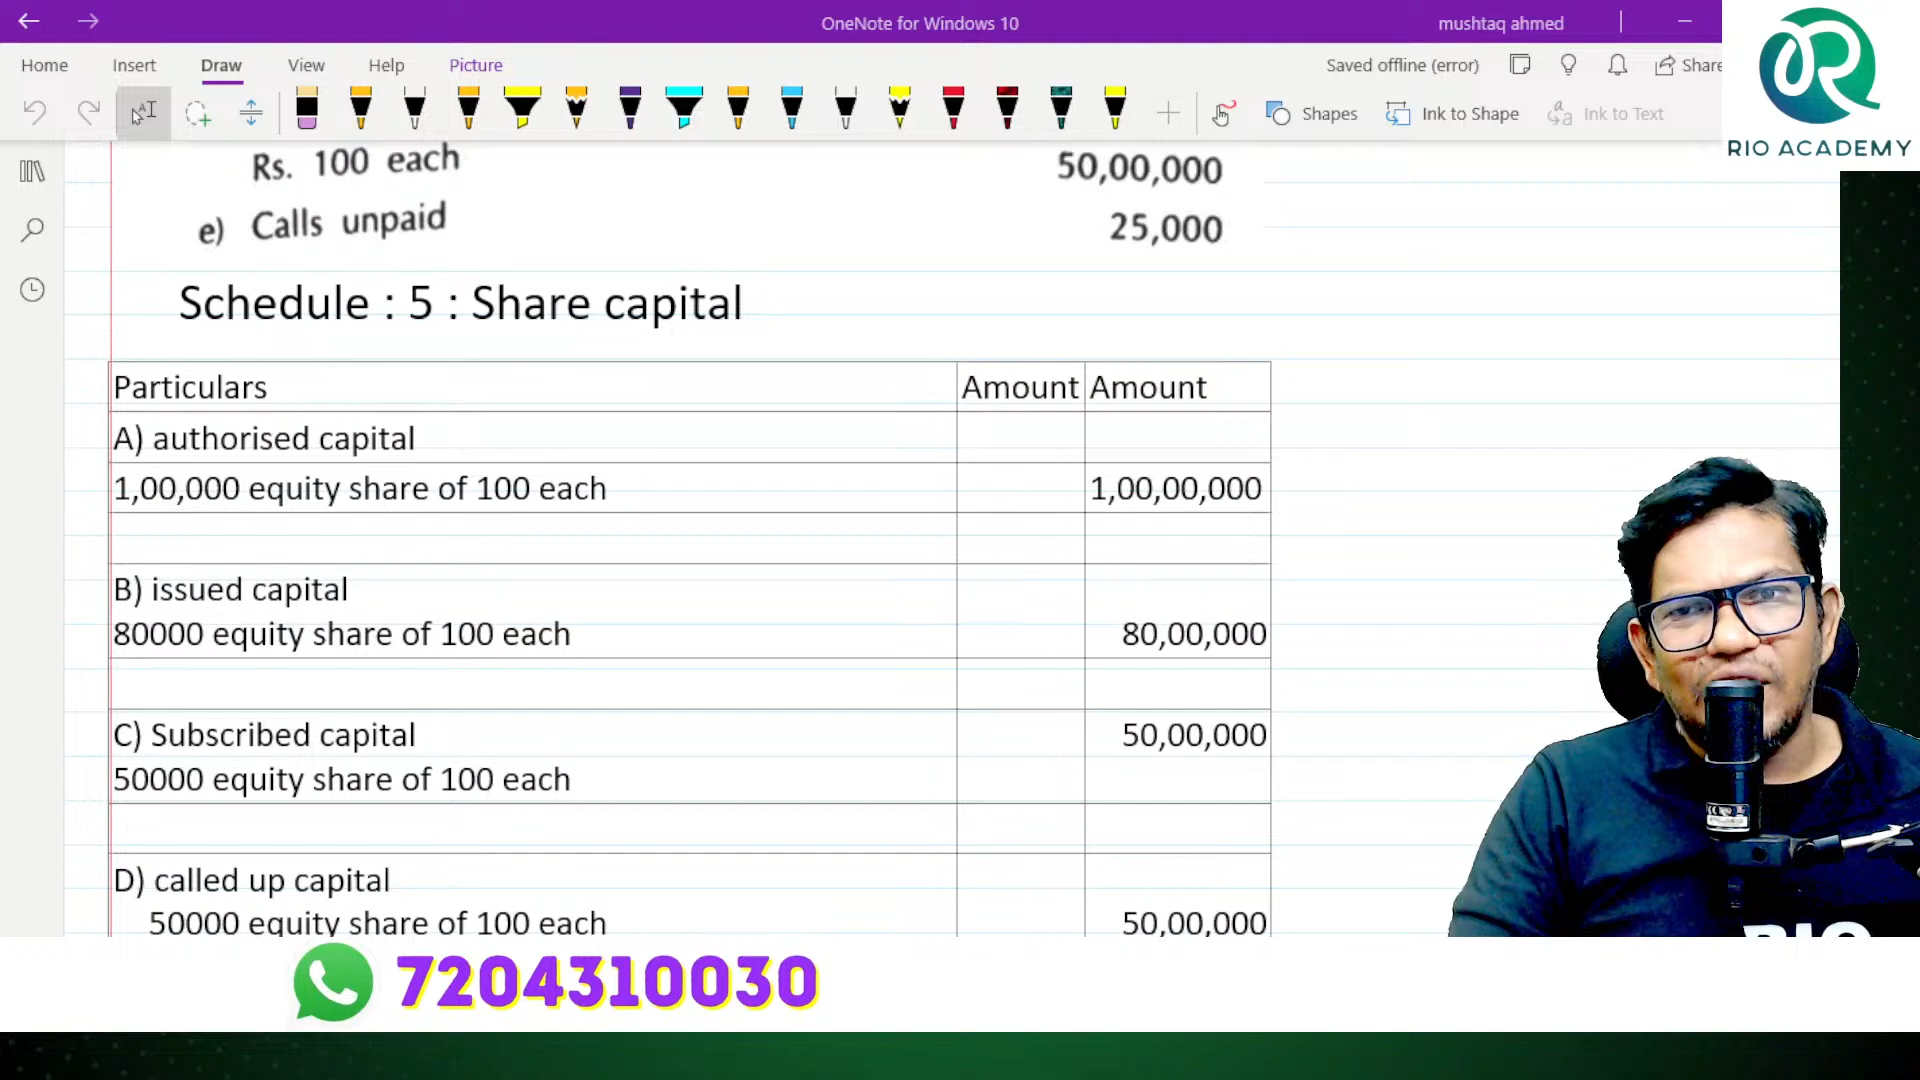 OneNote for Windows 10
mushtaq ahmed
Home Insert Draw View Help Picture
Saved offline (error)
Share
Shapes
Ink to Shape
Ink to Text
RIO ACADEMY
Rs. 100 each 50,00,000
e) Calls unpaid 25,000
Schedule : 5 : Share capital
Particulars Amount Amount
A) authorised capital
1,00,000 equity share of 100 each 1,00,00,000
B) issued capital
80000 equity share of 100 each 80,00,000
C) Subscribed capital 50,00,000
50000 equity share of 100 each
D) called up capital
50000 equity share of 100 each 50,00,000
7204310030